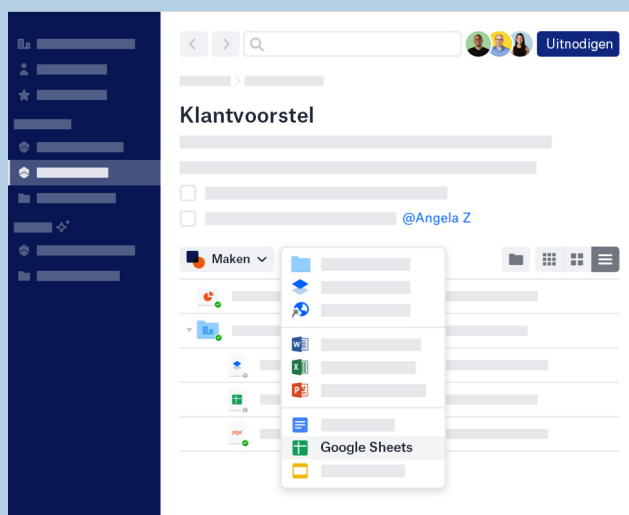 Uitnodigen
Klantvoorstel
@Angela Z
Maken
W
X
P
Google Sheets
PDF